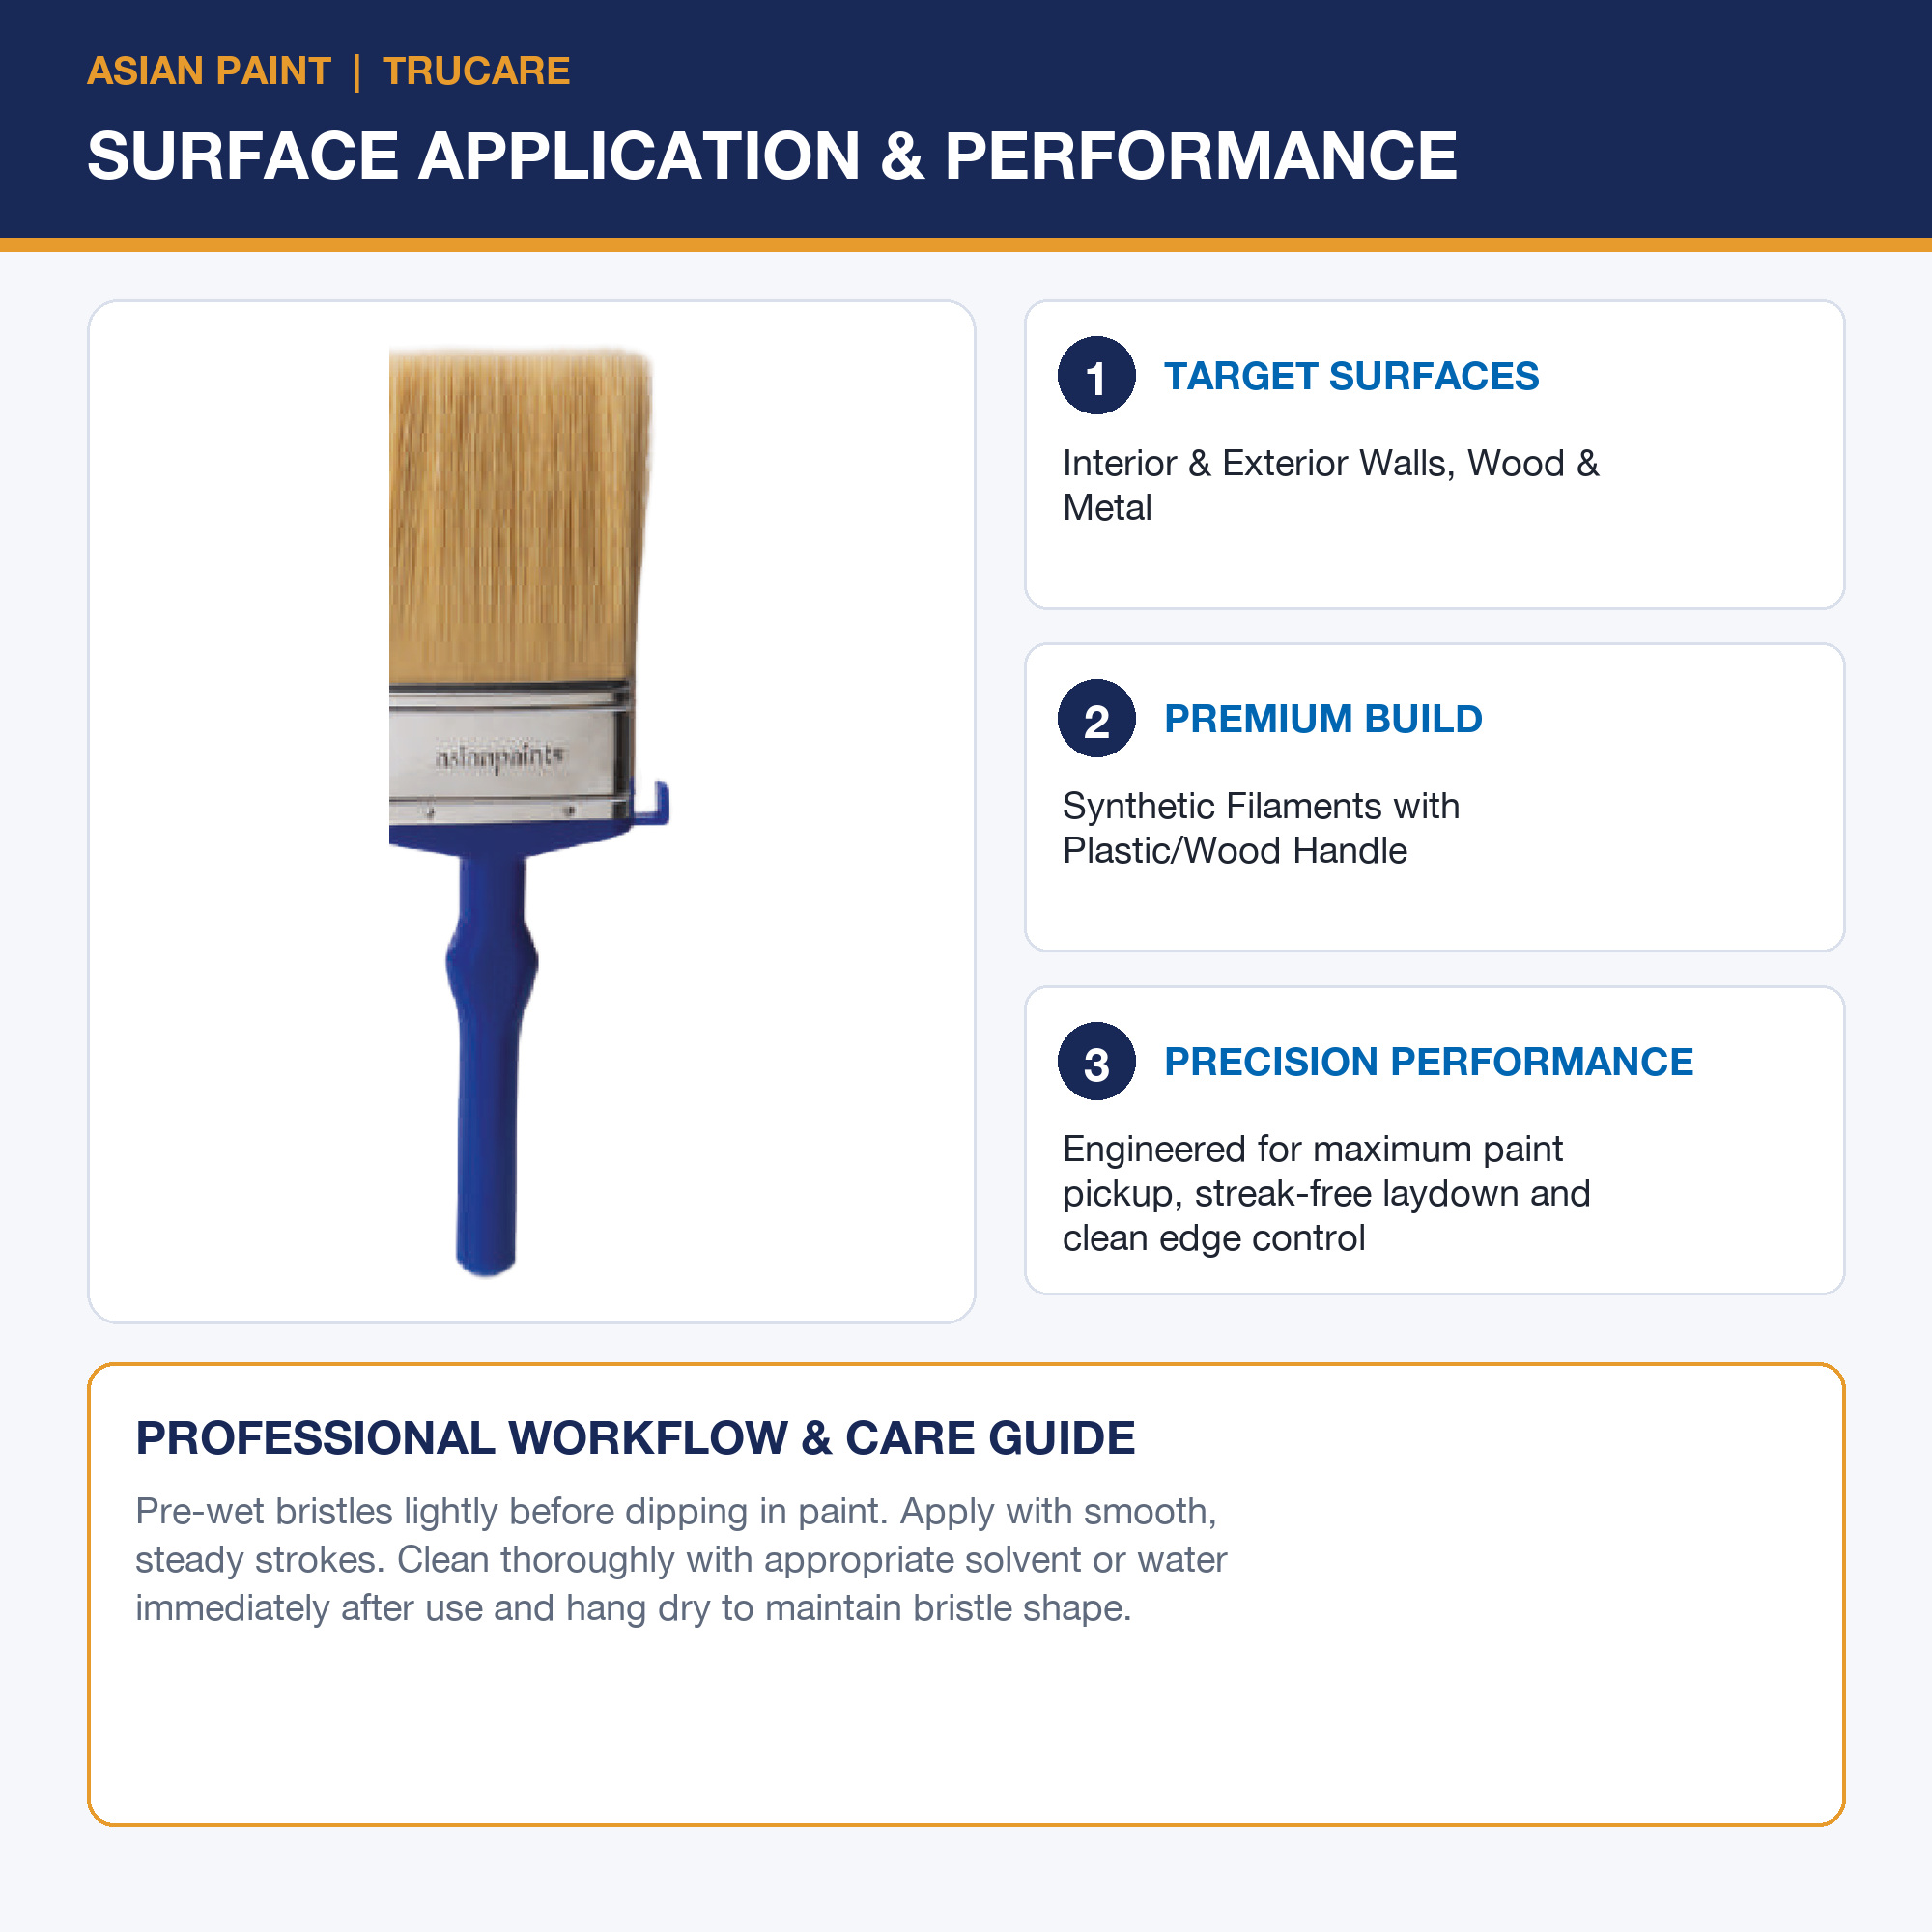 ASIAN PAINT | TRUCARE
SURFACE APPLICATION & PERFORMANCE
asianpaints
1 TARGET SURFACES
Interior & Exterior Walls, Wood &
Metal
2 PREMIUM BUILD
Synthetic Filaments with
Plastic/Wood Handle
3 PRECISION PERFORMANCE
Engineered for maximum paint
pickup, streak-free laydown and
clean edge control
PROFESSIONAL WORKFLOW & CARE GUIDE
Pre-wet bristles lightly before dipping in paint. Apply with smooth,
steady strokes. Clean thoroughly with appropriate solvent or water
immediately after use and hang dry to maintain bristle shape.